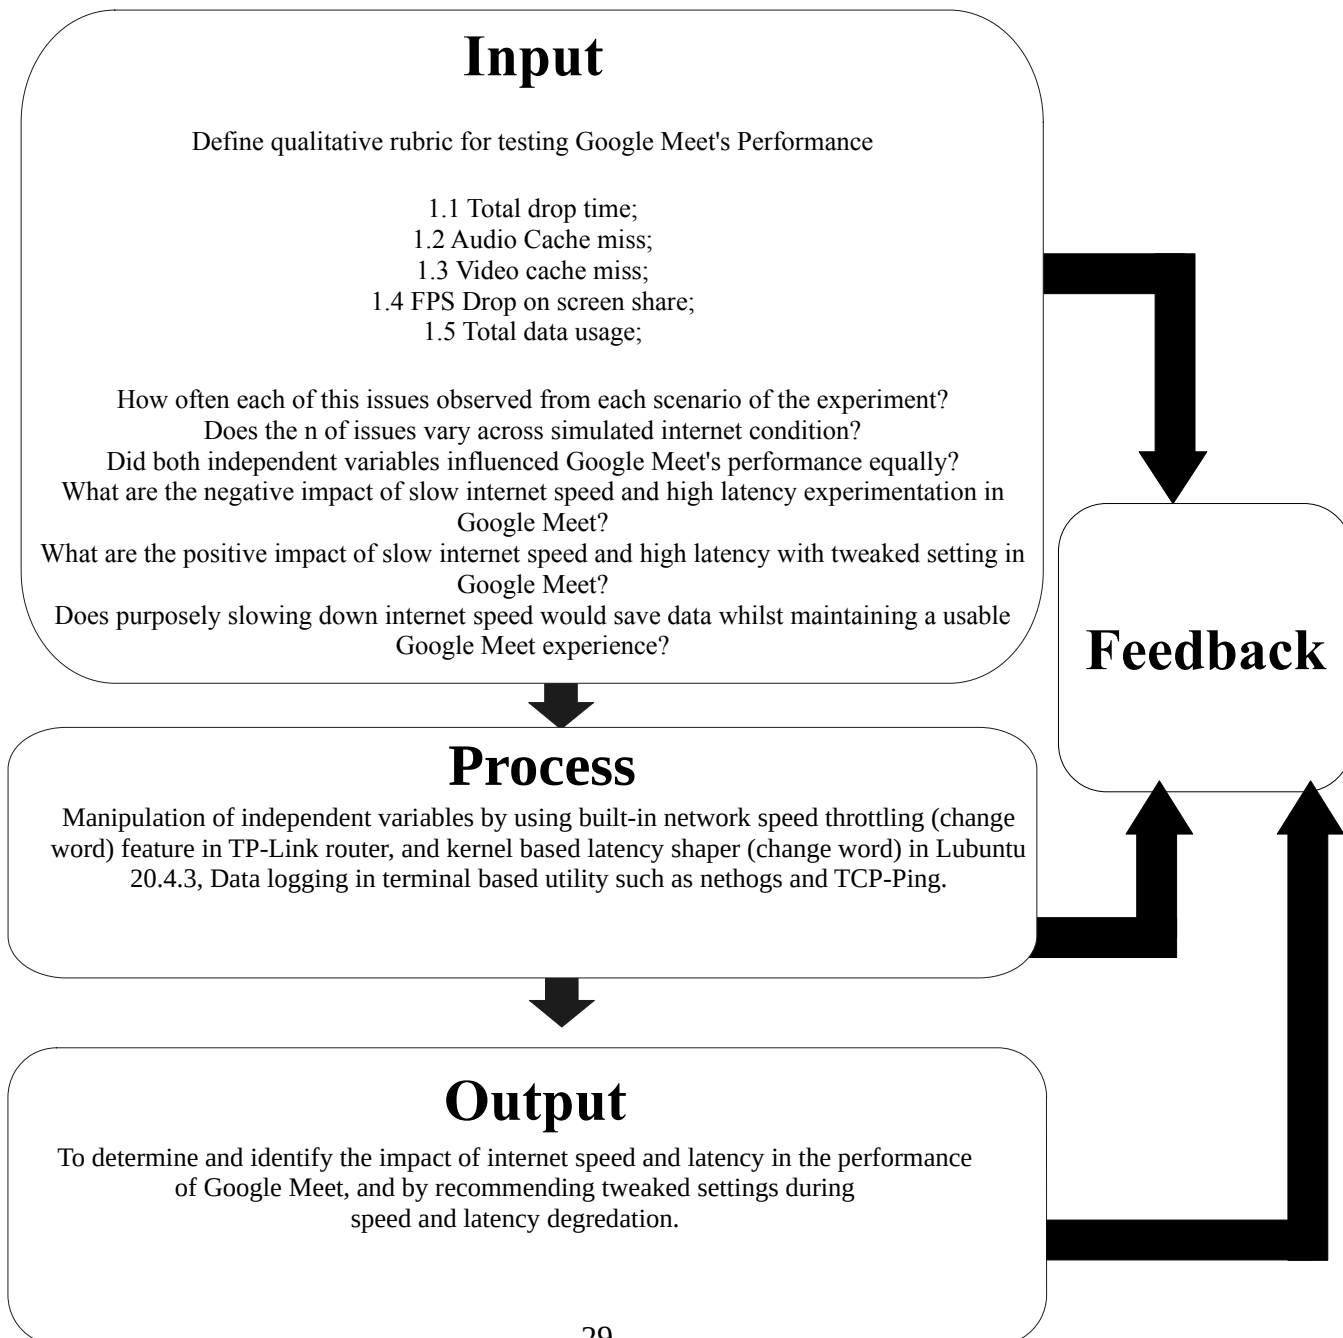 Input
Define qualitative rubric for testing Google Meet's Performance
1.1 Total drop time;
1.2 Audio Cache miss;
1.3 Video cache miss;
1.4 FPS Drop on screen share;
1.5 Total data usage;
How often each of this issues observed from each scenario of the experiment?
Does the n of issues vary across simulated internet condition?
Did both independent variables influenced Google Meet's performance equally?
What are the negative impact of slow internet speed and high latency experimentation in
Google Meet?
What are the positive impact of slow internet speed and high latency with tweaked setting in
Google Meet?
Does purposely slowing down internet speed would save data whilst maintaining a usable
Google Meet experience?
Feedback
Process
Manipulation of independent variables by using built-in network speed throttling (change
word) feature in TP-Link router, and kernel based latency shaper (change word) in Lubuntu
20.4.3, Data logging in terminal based utility such as nethogs and TCP-Ping.
Output
To determine and identify the impact of internet speed and latency in the performance
of Google Meet, and by recommending tweaked settings during
speed and latency degredation.
29